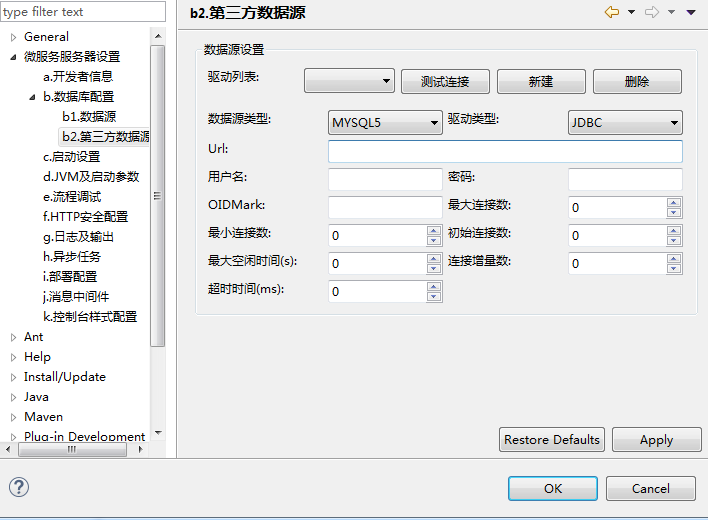 type filter text
General
微服务服务器设置
a.开发者信息
b.数据库配置
b1.数据源
b2.第三方数据源
c.启动设置
d.JVM及启动参数
e.流程调试
f.HTTP安全配置
g.日志及输出
h.异步任务
i.部署配置
j.消息中间件
k.控制台样式配置
Ant
Help
Install/Update
Java
Maven
Plug-in Development
b2.第三方数据源
数据源设置
驱动列表: 测试连接 新建 删除
数据源类型: MYSQL5 驱动类型: JDBC
Url:
用户名: 密码:
OIDMark: 最大连接数: 0
最小连接数: 0 初始连接数: 0
最大空闲时间(s): 0 连接增量数: 0
超时时间(ms): 0
Restore Defaults Apply
OK Cancel